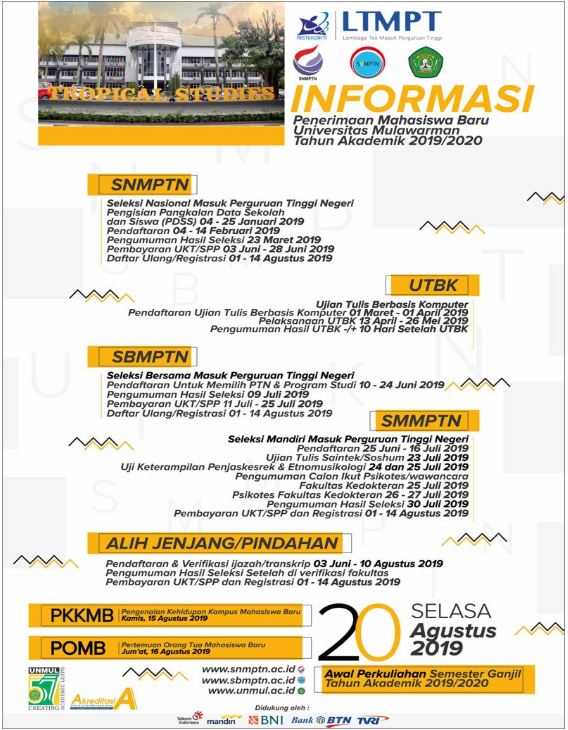 RISTEKDIKTI
LTMPT
Lembaga Tes Masuk Perguruan Tinggi
SNMPTN
SBMPTN
TROPICAL STUDIES
INFORMASI
Penerimaan Mahasiswa Baru
Universitas Mulawarman
Tahun Akademik 2019/2020
SNMPTN
Seleksi Nasional Masuk Perguruan Tinggi Negeri
Pengisian Pangkalan Data Sekolah
dan Siswa (PDSS) 04 - 25 Januari 2019
Pendaftaran 04 - 14 Februari 2019
Pengumuman Hasil Seleksi 23 Maret 2019
Pembayaran UKT/SPP 03 Juni - 28 Juni 2019
Daftar Ulang/Registrasi 01 - 14 Agustus 2019
UTBK
Ujian Tulis Berbasis Komputer
Pendaftaran Ujian Tulis Berbasis Komputer 01 Maret - 01 April 2019
Pelaksanaan UTBK 13 April - 26 Mei 2019
Pengumuman Hasil UTBK -/+ 10 Hari Setelah UTBK
SBMPTN
Seleksi Bersama Masuk Perguruan Tinggi Negeri
Pendaftaran Untuk Memilih PTN & Program Studi 10 - 24 Juni 2019
Pengumuman Hasil Seleksi 09 Juli 2019
Pembayaran UKT/SPP 11 Juli - 25 Juli 2019
Daftar Ulang/Registrasi 01 - 14 Agustus 2019
SMMPTN
Seleksi Mandiri Masuk Perguruan Tinggi Negeri
Pendaftaran 25 Juni - 16 Juli 2019
Ujian Tulis Saintek/Soshum 23 Juli 2019
Uji Keterampilan Penjaskesrek & Etnomusikologi 24 dan 25 Juli 2019
Pengumuman Calon Ikut Psikotes/wawancara
Fakultas Kedokteran 25 Juli 2019
Psikotes Fakultas Kedokteran 26 - 27 Juli 2019
Pengumuman Hasil Seleksi 30 Juli 2019
Pembayaran UKT/SPP dan Registrasi 01 - 14 Agustus 2019
ALIH JENJANG/PINDAHAN
Pendaftaran & Verifikasi ijazah/transkrip 03 Juni - 10 Agustus 2019
Pengumuman Hasil Seleksi Setelah di verifikasi fakultas
Pembayaran UKT/SPP dan Registrasi 01 - 14 Agustus 2019
PKKMB
Pengenalan Kehidupan Kampus Mahasiswa Baru
Kamis, 15 Agustus 2019
POMB
Pertemuan Orang Tua Mahasiswa Baru
Jum'at, 16 Agustus 2019
20
SELASA
Agustus
2019
Awal Perkuliahan Semester Ganjil
Tahun Akademik 2019/2020
www.snmptn.ac.id
www.sbmptn.ac.id
www.unmul.ac.id
UNMUL
57
CREATING
Akreditasi
A
Didukung oleh :
Telkom
Indonesia
mandiri
BNI
Bank BTN
TVRI